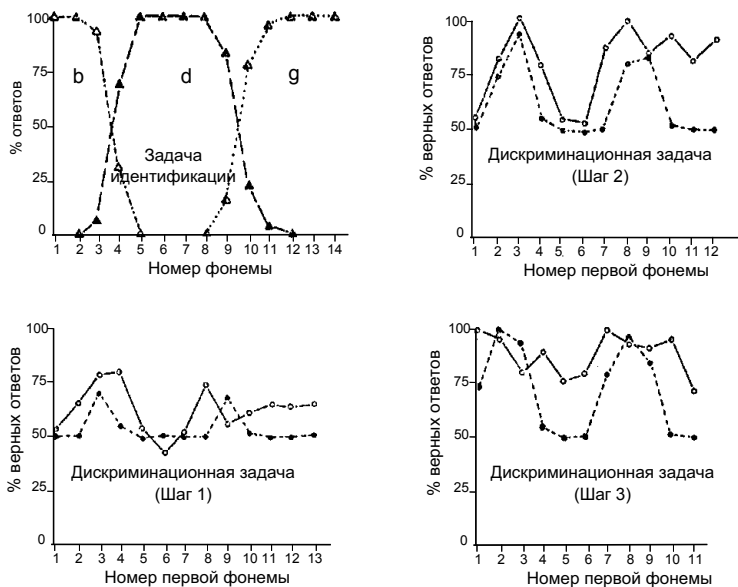 100
75
50
25
0
% ответов
b
d
g
Задача
идентификации
1 2 3 4 5 6 7 8 9 10 11 12 13 14
Номер фонемы
100
75
50
25
0
% верных ответов
Дискриминационная задача
(Шаг 2)
1 2 3 4 5 6 7 8 9 10 11 12
Номер первой фонемы
100
75
50
25
0
% верных ответов
Дискриминационная задача
(Шаг 1)
1 2 3 4 5 6 7 8 9 10 11 12 13
Номер первой фонемы
100
75
50
25
0
% верных ответов
Дискриминационная задача
(Шаг 3)
1 2 3 4 5 6 7 8 9 10 11
Номер первой фонемы